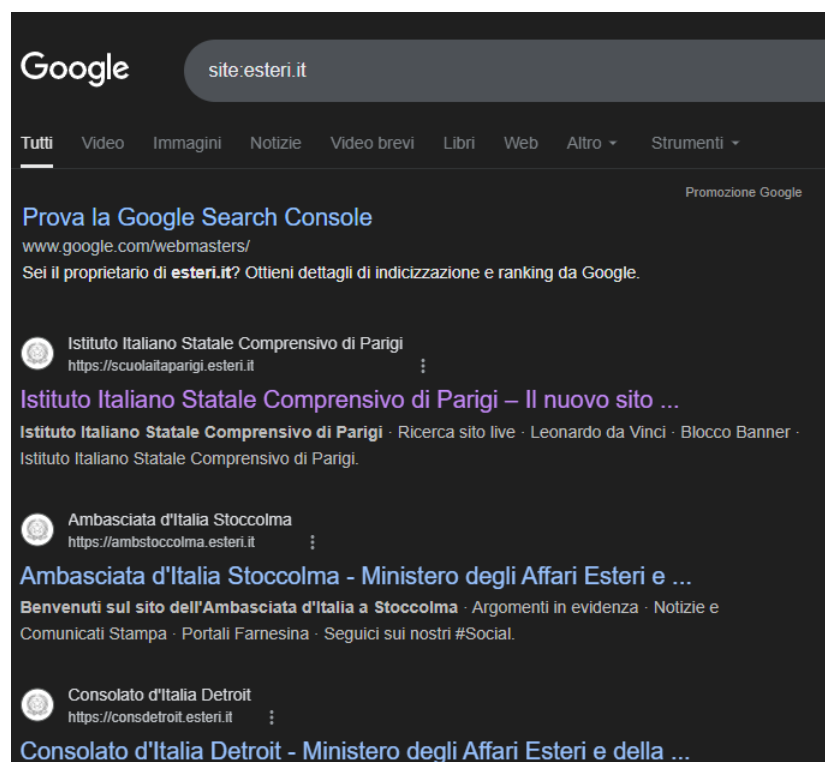 Google
site:esteri.it
Tutti Video Immagini Notizie Video brevi Libri Web Altro Strumenti
Promozione Google
Prova la Google Search Console
www.google.com/webmasters/
Sei il proprietario di esteri.it? Ottieni dettagli di indicizzazione e ranking da Google.
Istituto Italiano Statale Comprensivo di Parigi
https://scuolaitaparigi.esteri.it
Istituto Italiano Statale Comprensivo di Parigi – Il nuovo sito ...
Istituto Italiano Statale Comprensivo di Parigi · Ricerca sito live · Leonardo da Vinci · Blocco Banner ·
Istituto Italiano Statale Comprensivo di Parigi.
Ambasciata d'Italia Stoccolma
https://ambstoccolma.esteri.it
Ambasciata d'Italia Stoccolma - Ministero degli Affari Esteri e ...
Benvenuti sul sito dell'Ambasciata d'Italia a Stoccolma · Argomenti in evidenza · Notizie e
Comunicati Stampa · Portali Farnesina · Seguici sui nostri #Social.
Consolato d'Italia Detroit
https://consdetroit.esteri.it
Consolato d'Italia Detroit - Ministero degli Affari Esteri e della ...